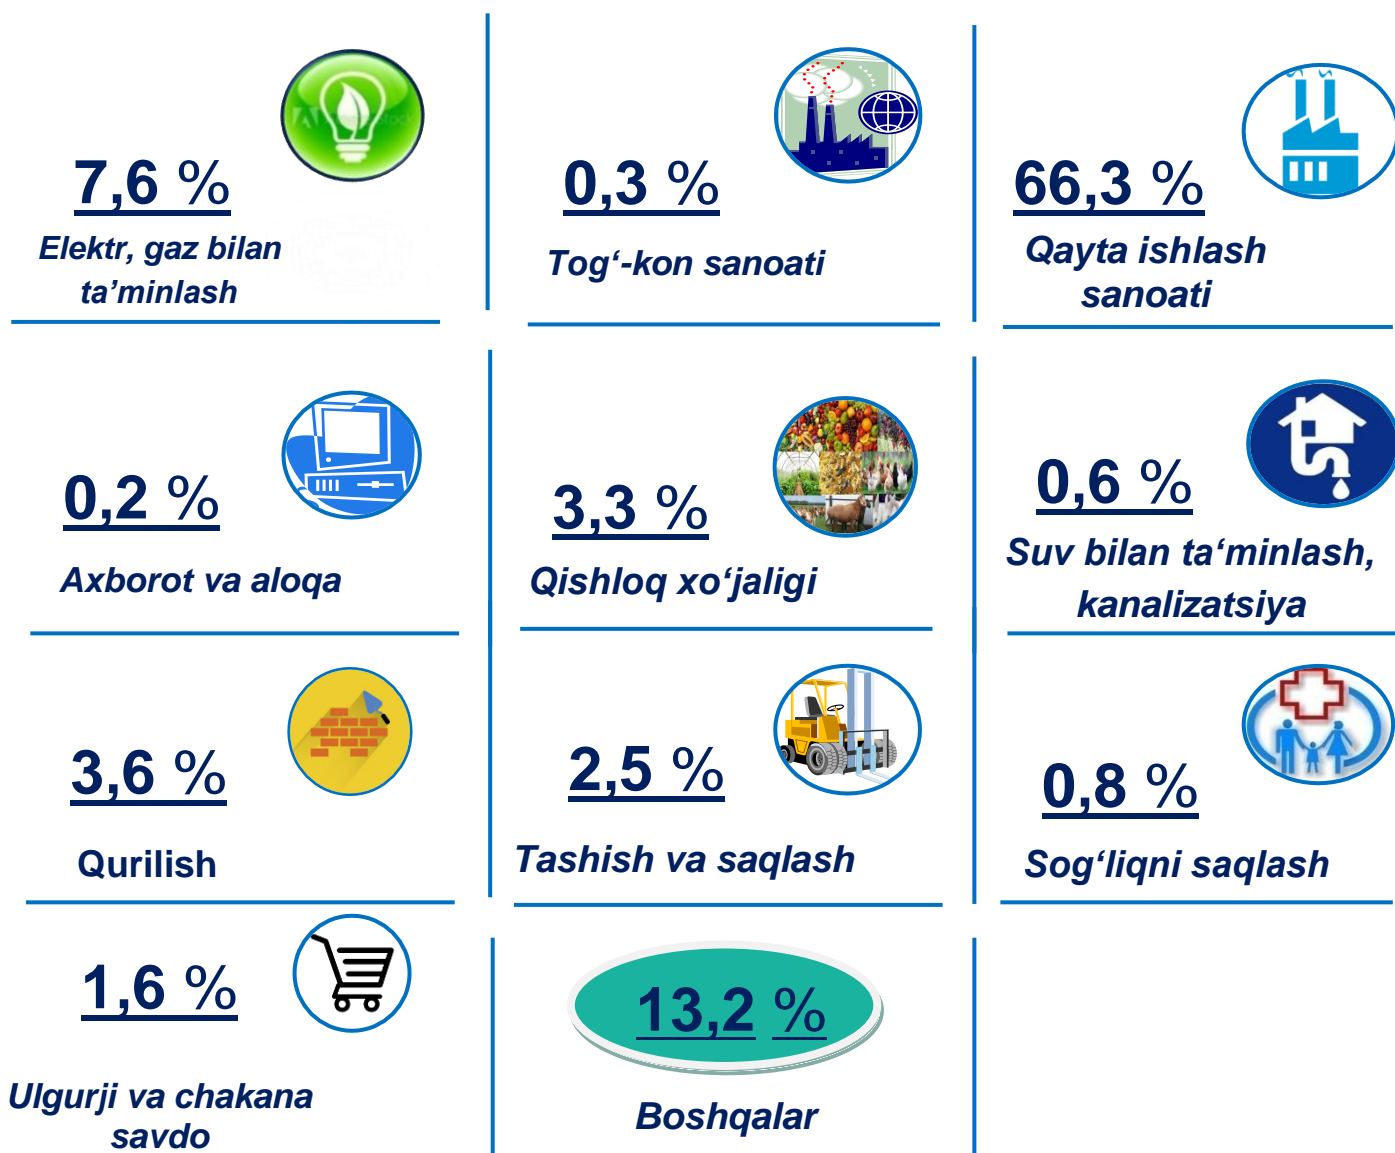 7,6 %
Elektr, gaz bilan
ta’minlash
0,3 %
Tog‘-kon sanoati
66,3 %
Qayta ishlash
sanoati
0,2 %
Axborot va aloqa
3,3 %
Qishloq xo‘jaligi
0,6 %
Suv bilan ta‘minlash,
kanalizatsiya
3,6 %
Qurilish
2,5 %
Tashish va saqlash
0,8 %
Sog‘liqni saqlash
1,6 %
Ulgurji va chakana
savdo
13,2 %
Boshqalar